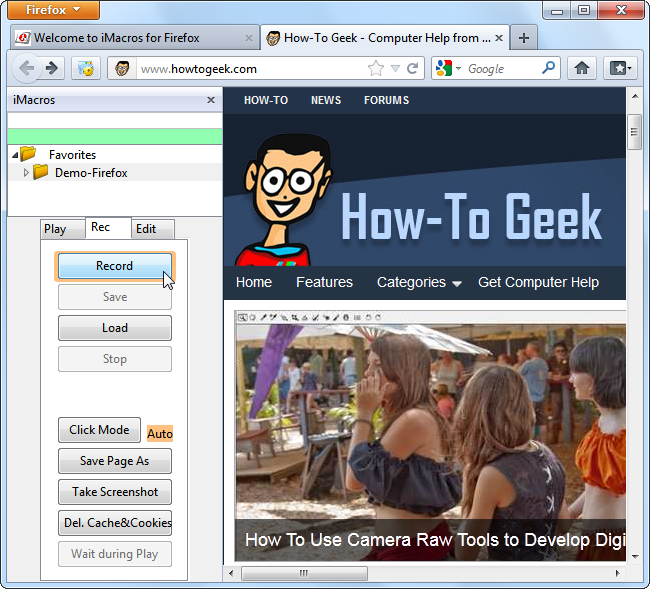 Firefox
Welcome to iMacros for Firefox
How-To Geek - Computer Help from ...
www.howtogeek.com
Google
iMacros
Favorites
Demo-Firefox
Play
Rec
Edit
Record
Save
Load
Stop
Click Mode
Auto
Save Page As
Take Screenshot
Del. Cache&Cookies
Wait during Play
HOW-TO NEWS FORUMS
How-To Geek
Home Features Categories Get Computer Help
How To Use Camera Raw Tools to Develop Digi